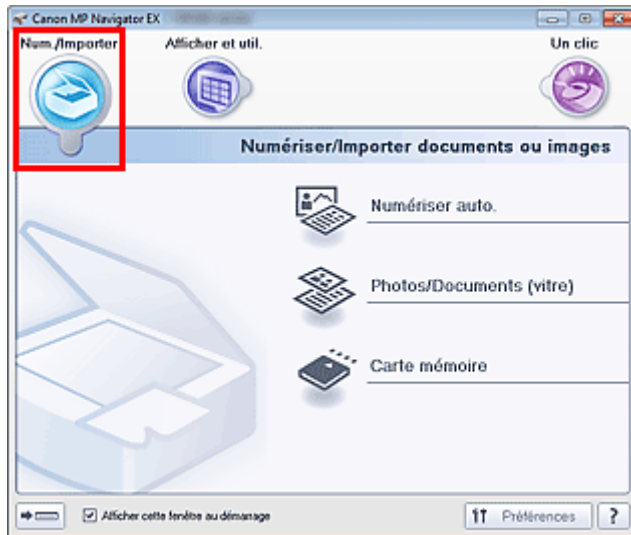 Canon MP Navigator EX
Num./Importer
Afficher et util.
Un clic
Numériser/Importer documents ou images
Numériser auto.
Photos/Documents (vitre)
Carte mémoire
Afficher cette fenêtre au démarrage
Préférences
?